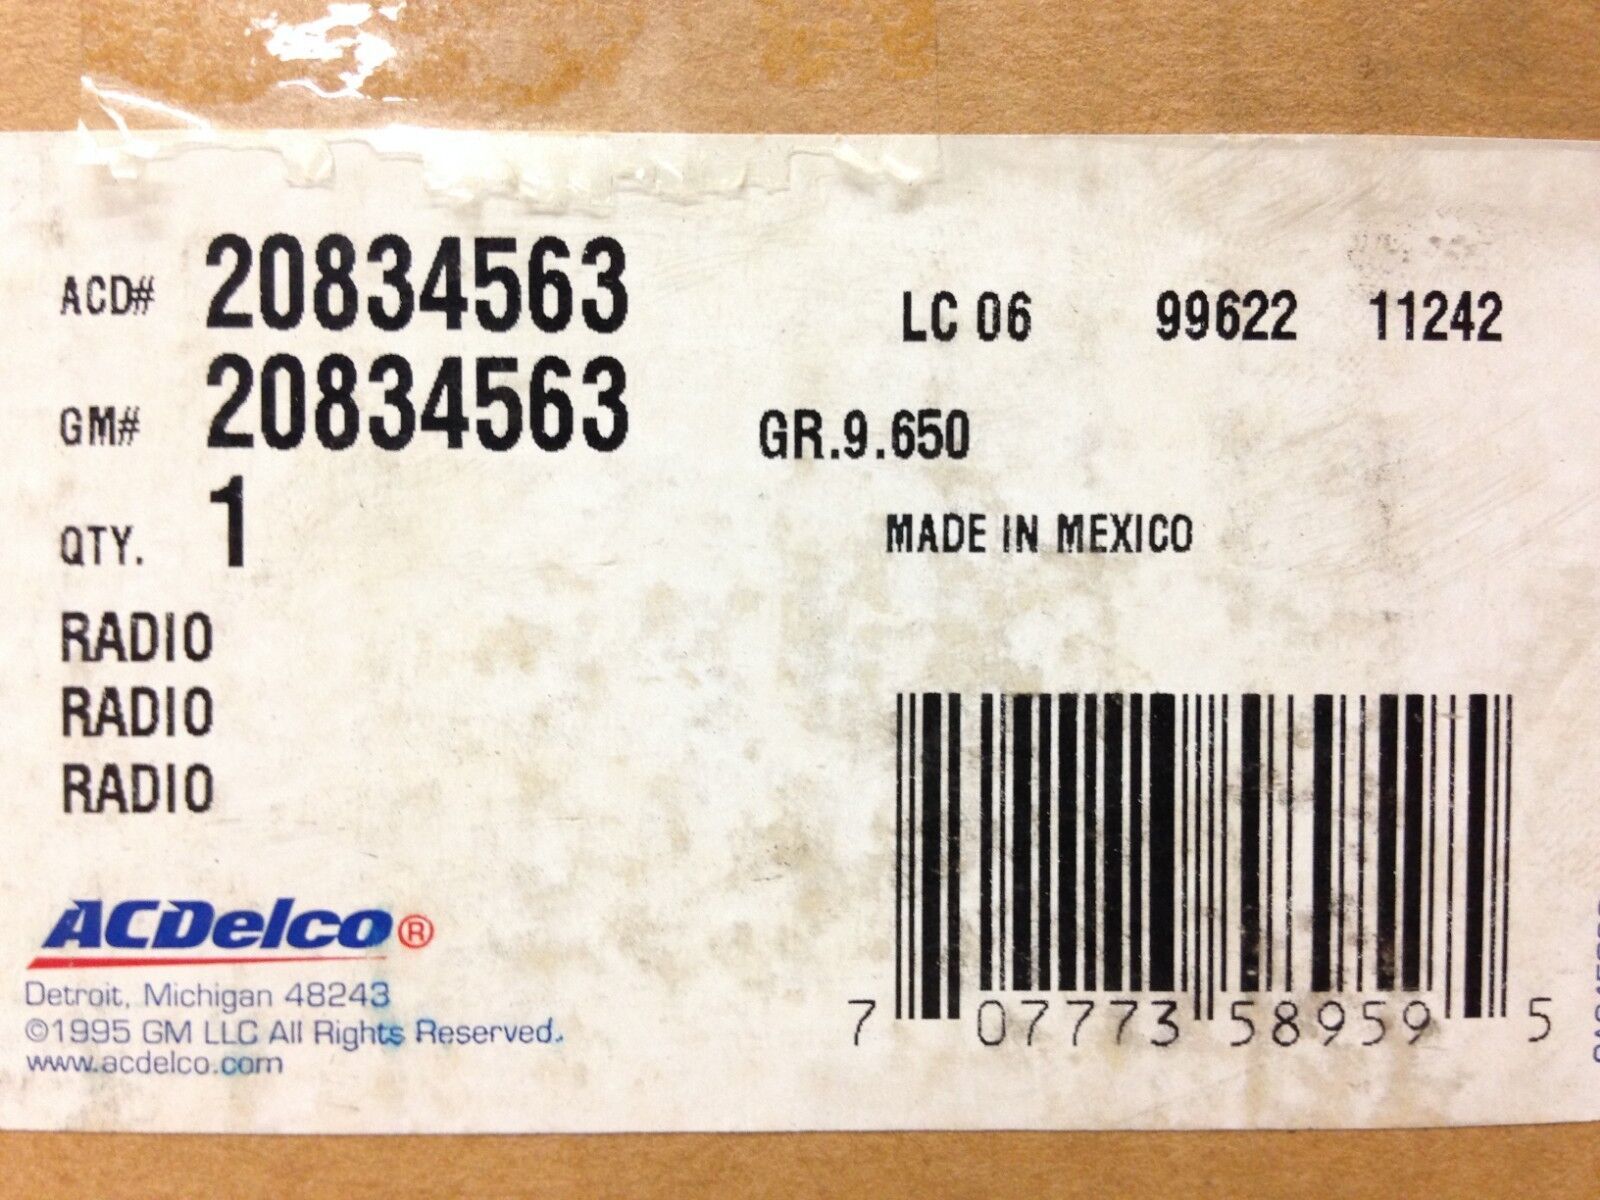 ACD# 20834563 LC 06 99622 11242
GM# 20834563 GR.9.650
QTY. 1 MADE IN MEXICO
RADIO
RADIO
RADIO
ACDelco®
Detroit, Michigan 48243
©1995 GM LLC All Rights Reserved.
www.acdelco.com
7 07773 58959 5